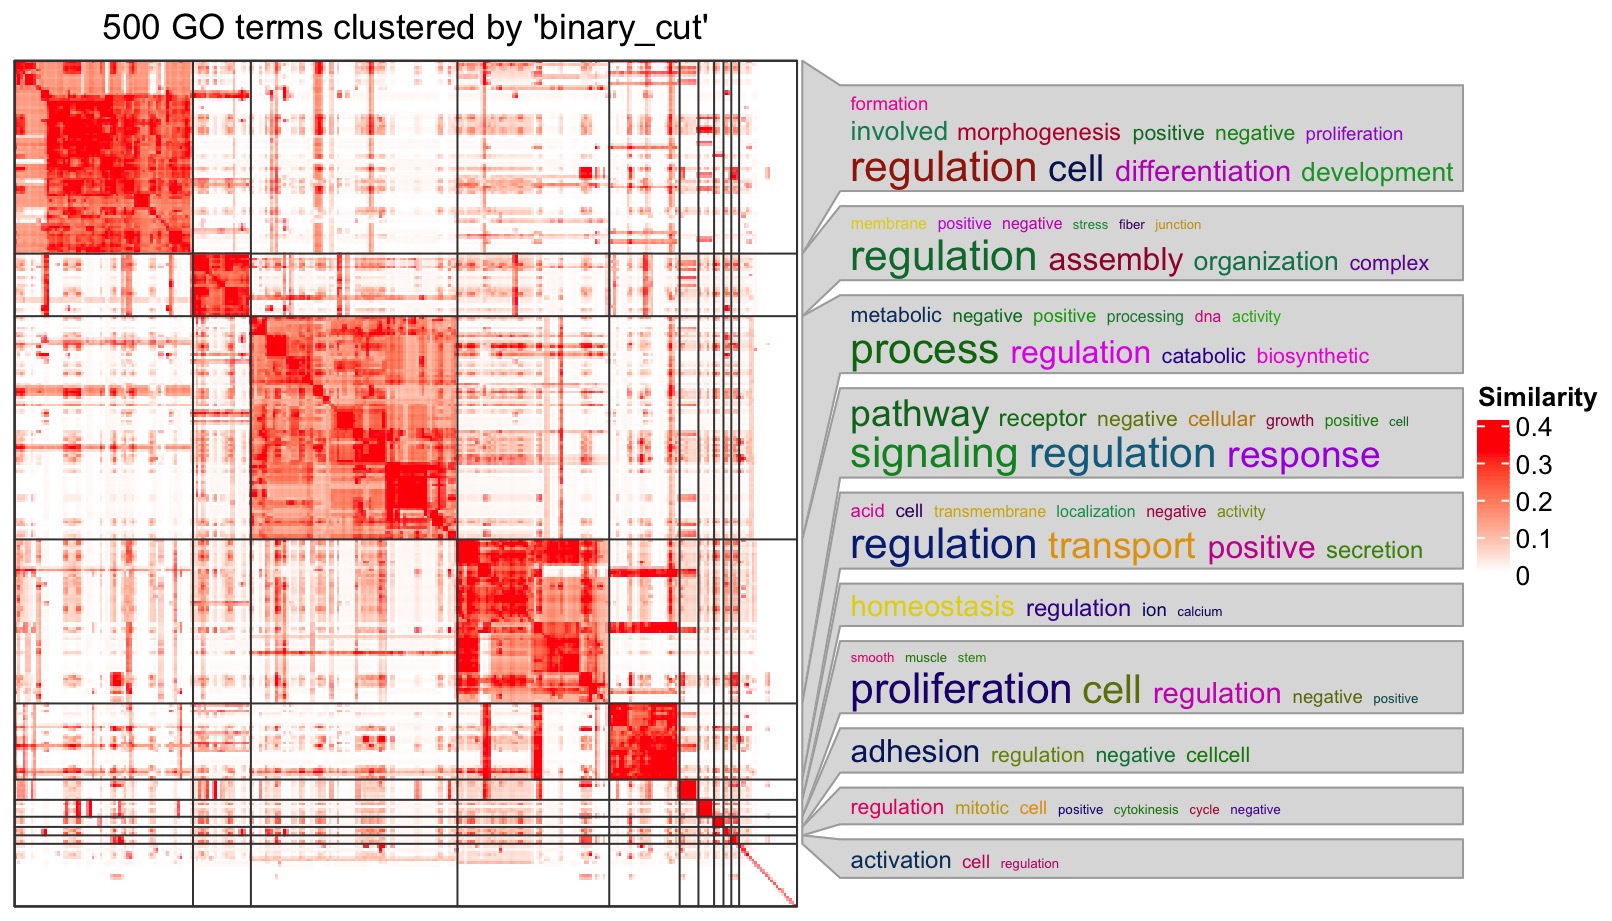 500 GO terms clustered by 'binary_cut'
formation
involved morphogenesis positive negative proliferation
regulation cell differentiation development
membrane positive negative stress fiber junction
regulation assembly organization complex
metabolic negative positive processing dna activity
process regulation catabolic biosynthetic
pathway receptor negative cellular growth positive cell
signaling regulation response
acid cell transmembrane localization negative activity
regulation transport positive secretion
homeostasis regulation ion calcium
smooth muscle stem
proliferation cell regulation negative positive
adhesion regulation negative cellcell
regulation mitotic cell positive cytokinesis cycle negative
activation cell regulation
Similarity
0.4
0.3
0.2
0.1
0